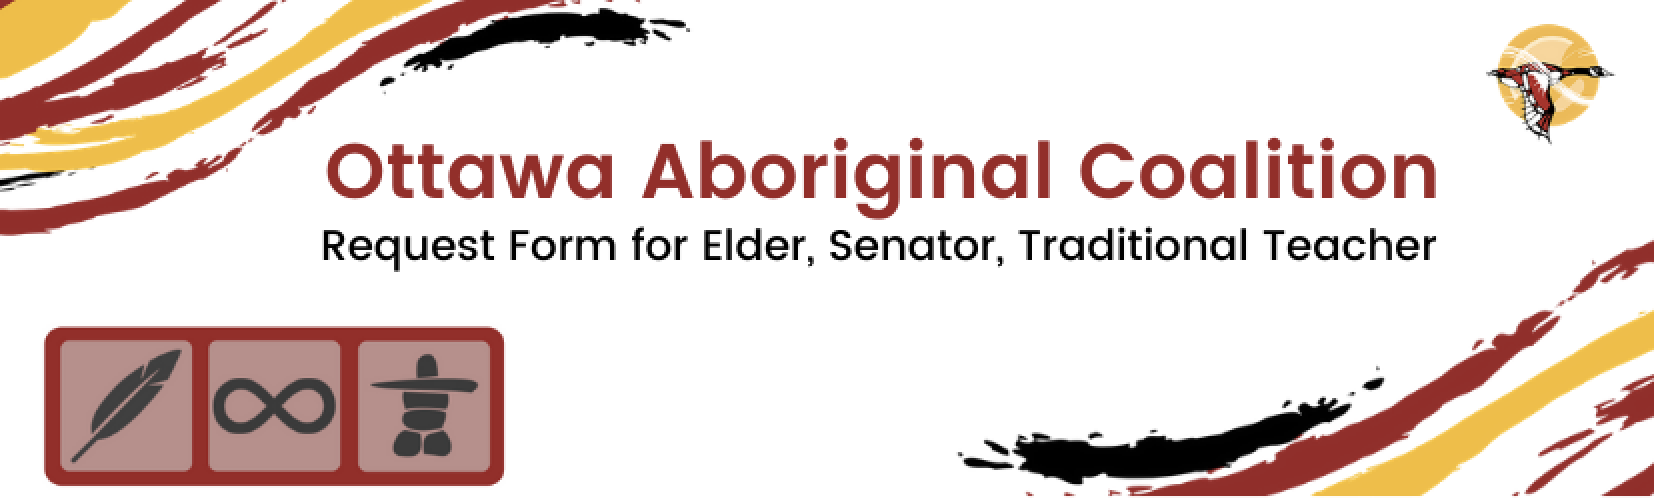 Ottawa Aboriginal Coalition
Request Form for Elder, Senator, Traditional Teacher